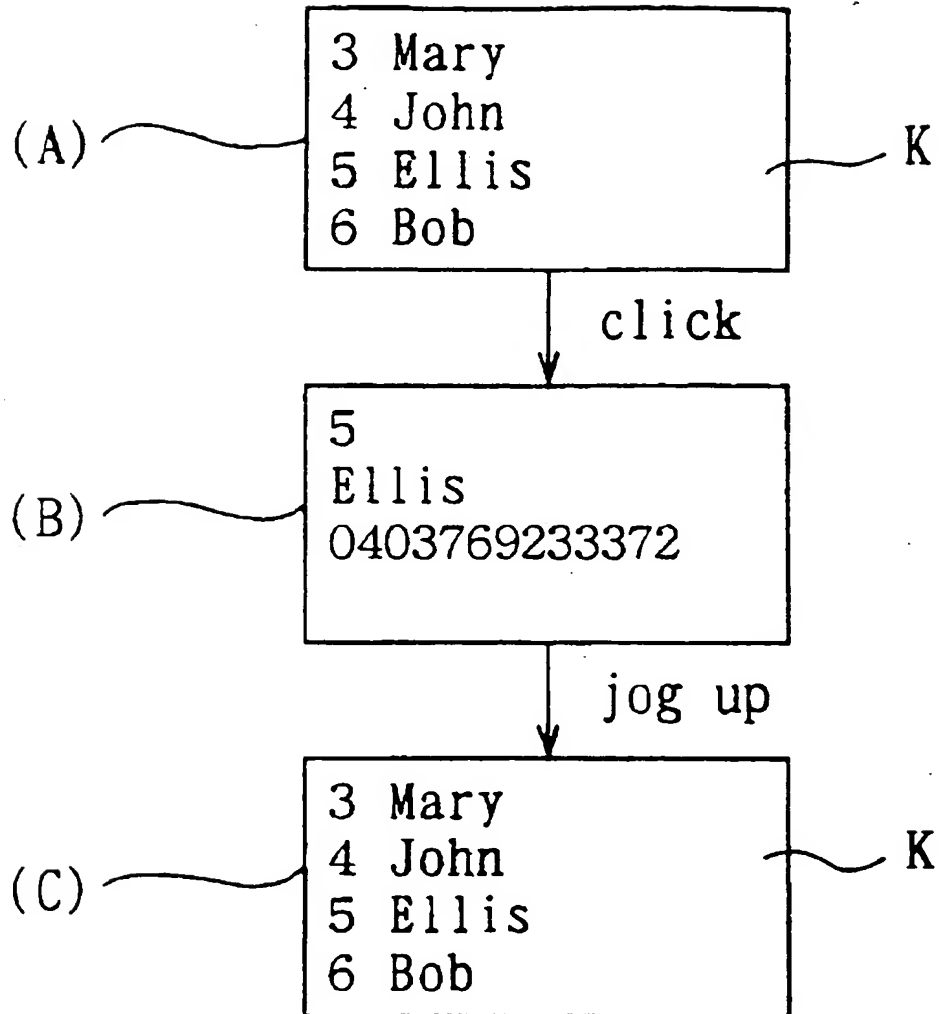 3 Mary
4 John
(A)
K
5 Ellis
6 Bob
click
5
Ellis
(B)
0403769233372
jog up
3 Mary
4 John
K
(C)
5 Ellis
6 Bob